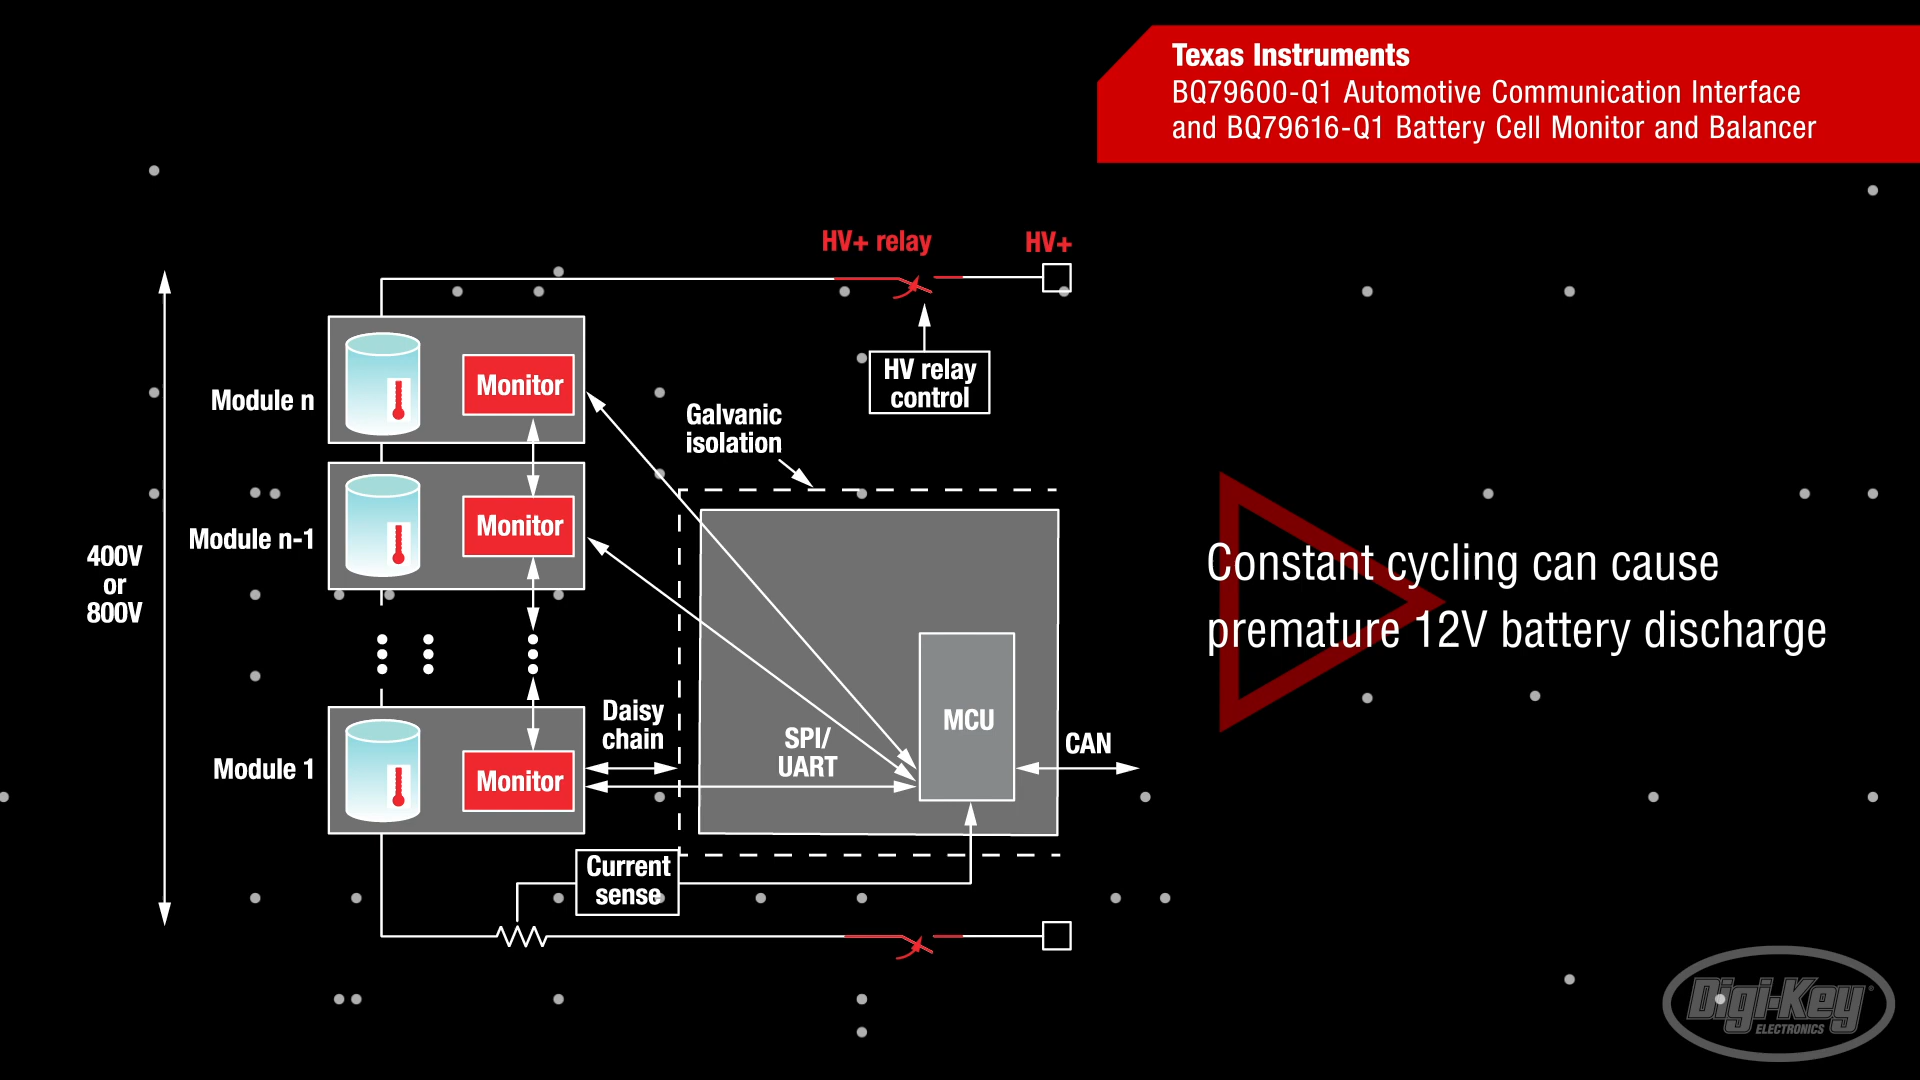 Texas Instruments
BQ79600-Q1 Automotive Communication Interface
and BQ79616-Q1 Battery Cell Monitor and Balancer
HV+ relay
HV+
HV relay
control
Module n
Monitor
Galvanic
isolation
Module n-1
Monitor
400V
or
800V
Constant cycling can cause
premature 12V battery discharge
Daisy
chain
SPI/
UART
MCU
CAN
Module 1
Monitor
Current
sense
Digi-Key
ELECTRONICS